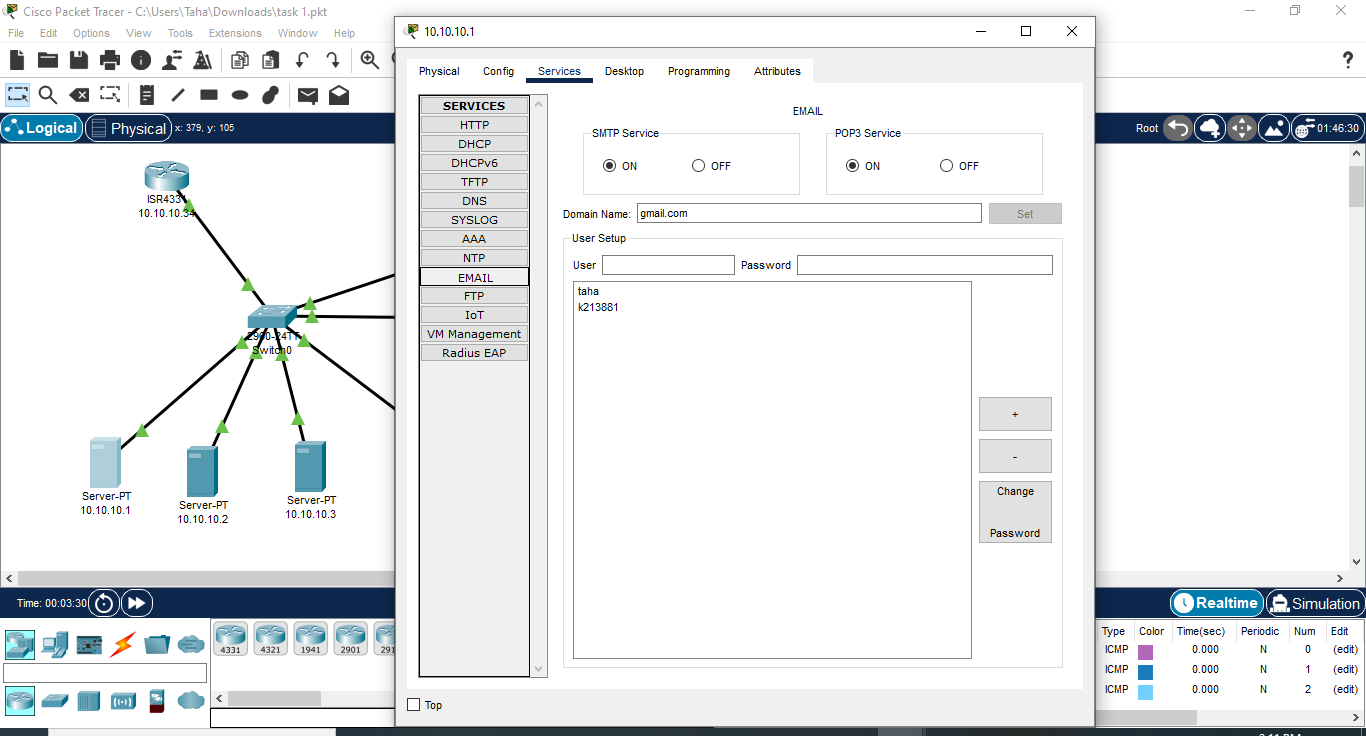 Cisco Packet Tracer - C:\Users\Taha\Downloads\task 1.pkt
File Edit Options View Tools Extensions Window Help
Logical Physical x: 379, y: 105
Root 01:46:30
10.10.10.1
Physical Config Services Desktop Programming Attributes
SERVICES
HTTP
DHCP
DHCPv6
TFTP
DNS
SYSLOG
AAA
NTP
EMAIL
FTP
IoT
VM Management
Radius EAP
EMAIL
SMTP Service
ON OFF
POP3 Service
ON OFF
Domain Name: gmail.com Set
User Setup
User Password
taha
k213881
+
-
Change
Password
Top
ISR4331
10.10.10.34
2960-24TT
Switch0
Server-PT
10.10.10.1
Server-PT
10.10.10.2
Server-PT
10.10.10.3
Time: 00:03:30
Realtime Simulation
4331 4321 1941 2901
Type Color Time(sec) Periodic Num Edit
ICMP 0.000 N 0 (edit)
ICMP 0.000 N 1 (edit)
ICMP 0.000 N 2 (edit)